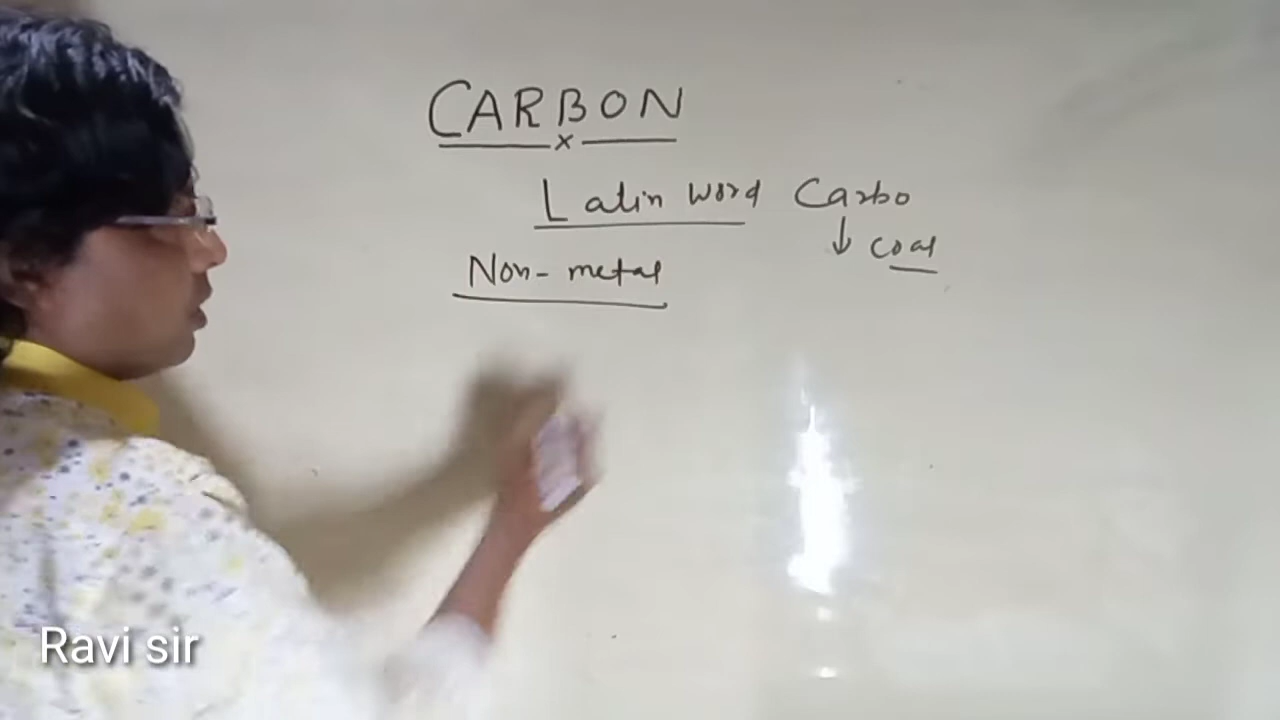 CARBON
x
Latin word Carbo
↓ coal
Non-metal
Ravi sir